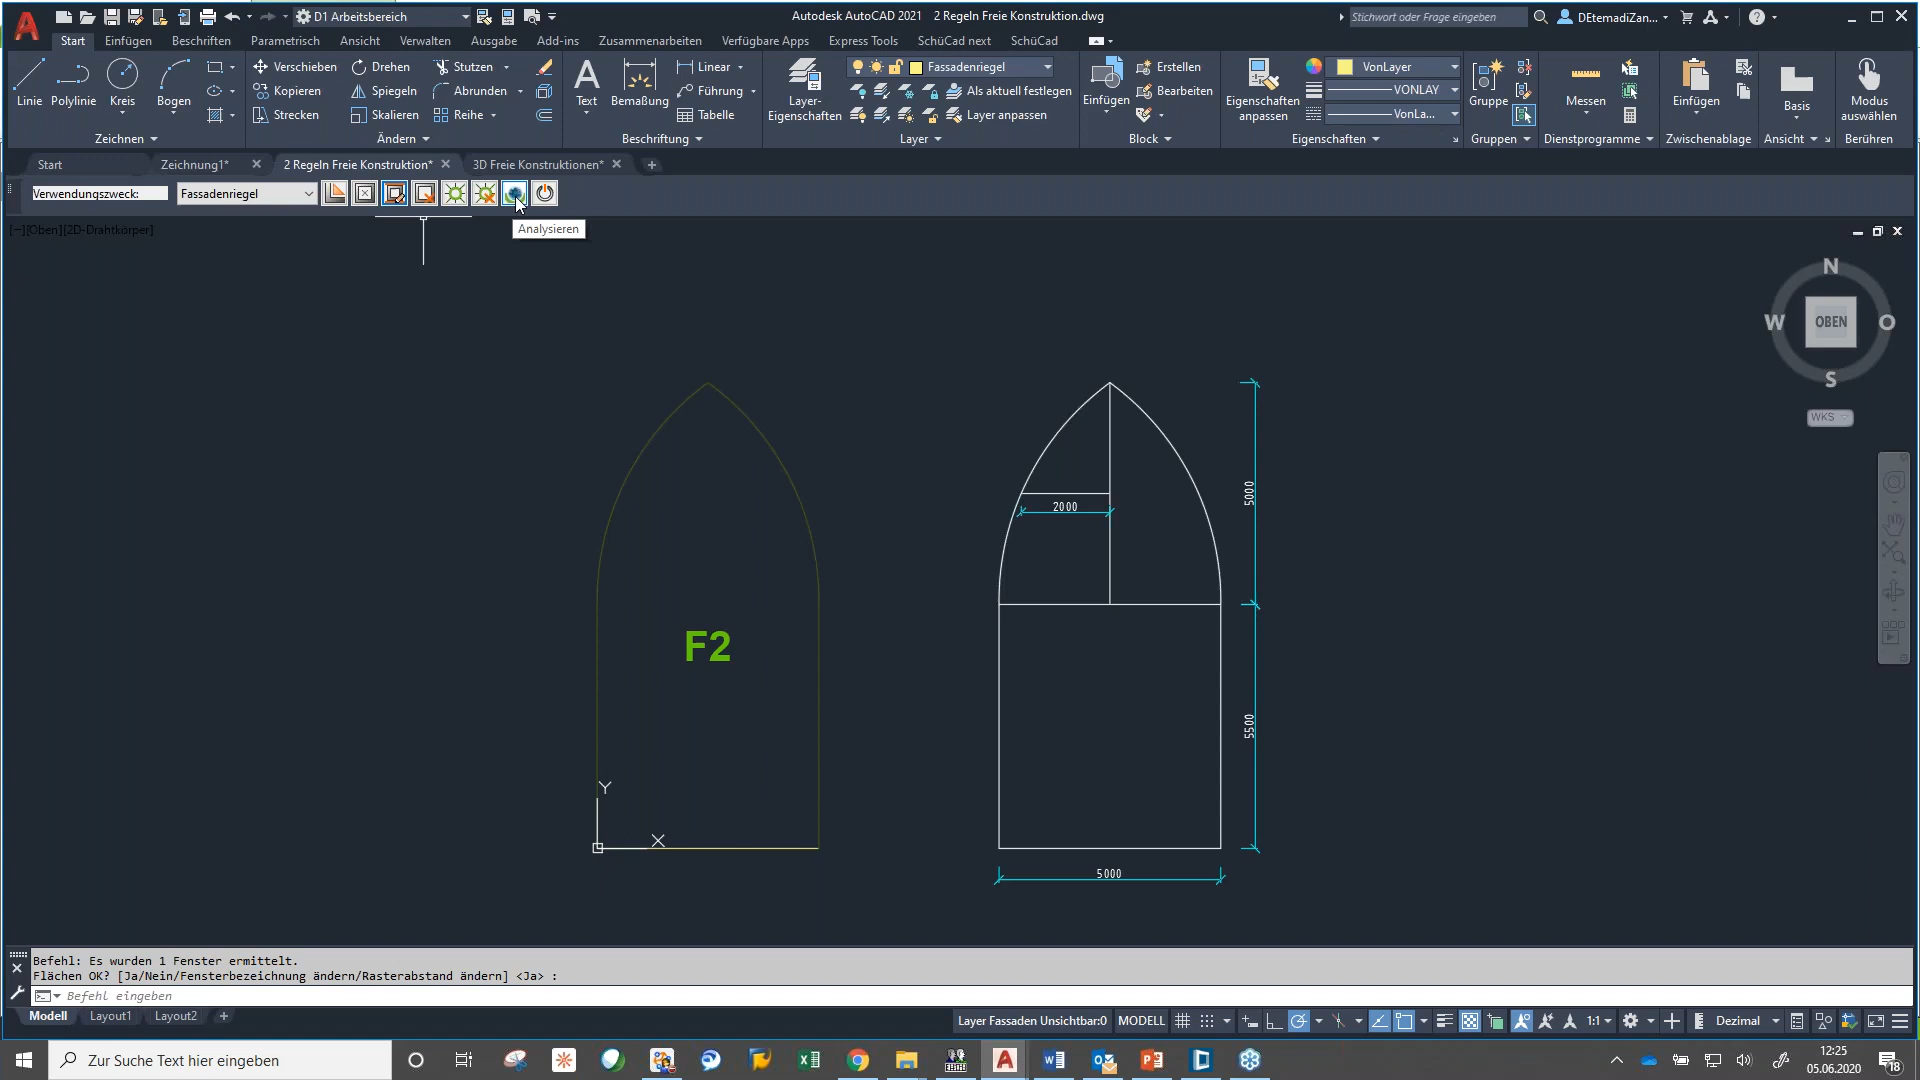 D1 Arbeitsbereich
Autodesk AutoCAD 2021 2 Regeln Freie Konstruktion.dwg
Stichwort oder Frage eingeben
DEtemadiZan...
Start Einfügen Beschriften Parametrisch Ansicht Verwalten Ausgabe Add-ins Zusammenarbeiten Verfügbare Apps Express Tools SchüCad next SchüCad
Linie Polylinie Kreis Bogen
Verschieben Drehen Stutzen
Kopieren Spiegeln Abrunden
Strecken Skalieren Reihe
Text Bemaßung
Linear
Führung
Tabelle
Layer-Eigenschaften
Fassadenriegel
Als aktuell festlegen
Layer anpassen
Einfügen
Erstellen
Bearbeiten
Eigenschaften anpassen
VonLayer
VONLAY
VonLa...
Gruppe
Messen
Einfügen
Basis
Modus auswählen
Zeichnen Ändern Beschriftung Layer Block Eigenschaften Gruppen Dienstprogramme Zwischenablage Ansicht Berühren
Start Zeichnung1* 2 Regeln Freie Konstruktion* 3D Freie Konstruktionen*
Verwendungszweck: Fassadenriegel
Analysieren
[−][Oben][2D-Drahtkörper]
N
W OBEN O
S
WKS
F2
Y
X
2000
5000
5500
5000
Befehl: Es wurden 1 Fenster ermittelt.
Flächen OK? [Ja/Nein/Fensterbezeichnung ändern/Rasterabstand ändern] <Ja> :
Befehl eingeben
Modell Layout1 Layout2
Layer Fassaden Unsichtbar:0 MODELL 1:1 Dezimal
Zur Suche Text hier eingeben
12:25
05.06.2020
18